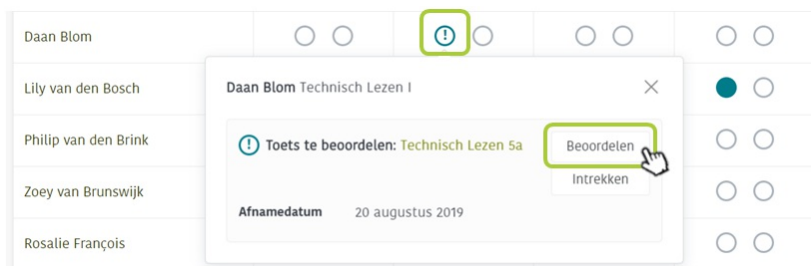 Daan Blom
Lily van den Bosch
Daan Blom Technisch Lezen I
Philip van den Brink
Toets te beoordelen: Technisch Lezen 5a
Beoordelen
Intrekken
Zoey van Brunswijk
Afnamedatum 20 augustus 2019
Rosalie François